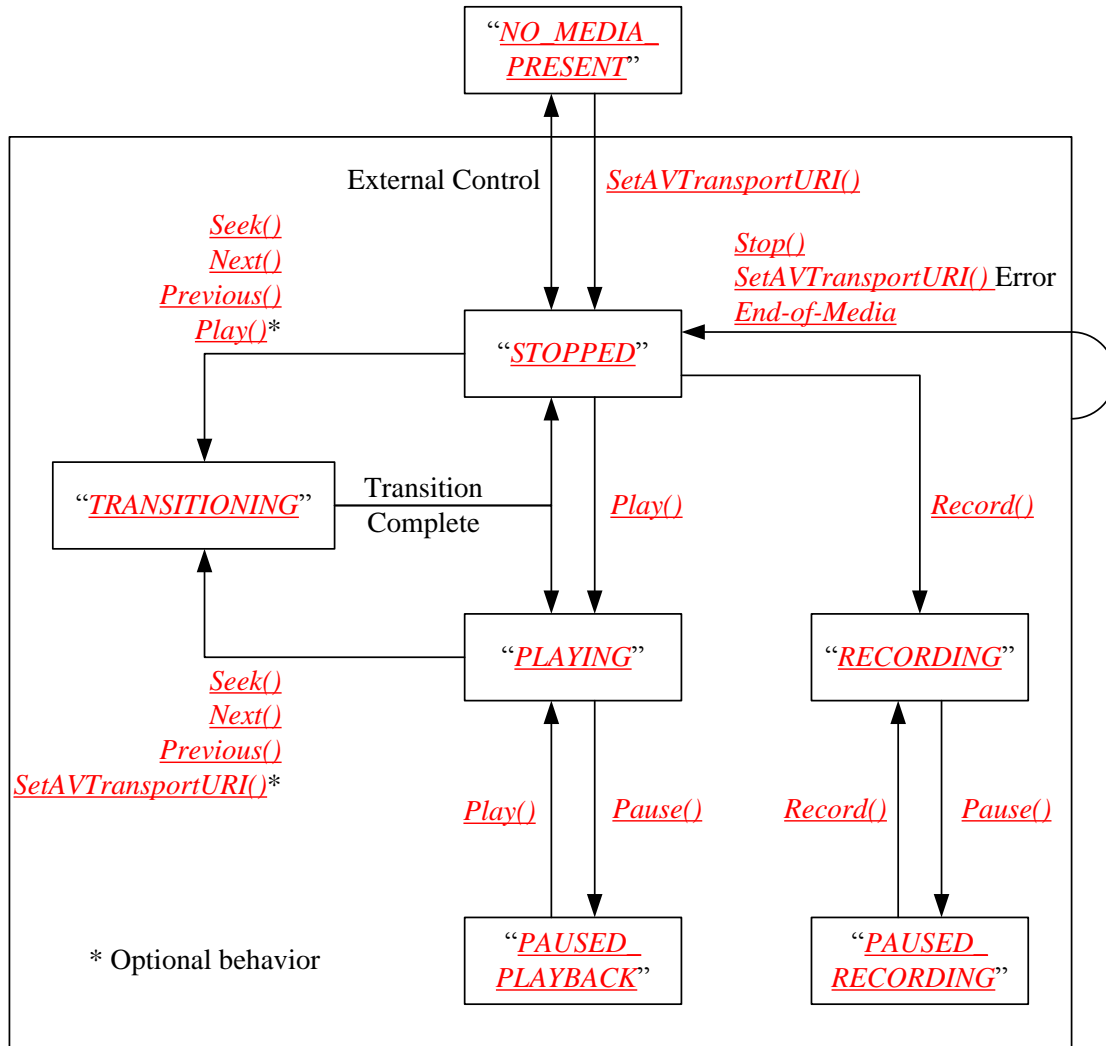 “NO_MEDIA_
PRESENT”
External Control
SetAVTransportURI()
Seek()
Next()
Previous()
Play()*
Stop()
SetAVTransportURI() Error
End-of-Media
“STOPPED”
“TRANSITIONING”
Transition
Complete
Play()
Record()
“PLAYING”
“RECORDING”
Seek()
Next()
Previous()
SetAVTransportURI()*
Play()
Pause()
Record()
Pause()
* Optional behavior
“PAUSED_
PLAYBACK”
“PAUSED_
RECORDING”